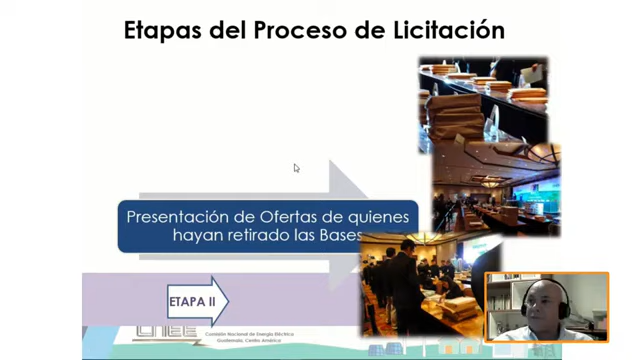 Etapas del Proceso de Licitación
Presentación de Ofertas de quienes
hayan retirado las Bases
ETAPA II
CNEE
Comisión Nacional de Energía Eléctrica
Guatemala, Centro América